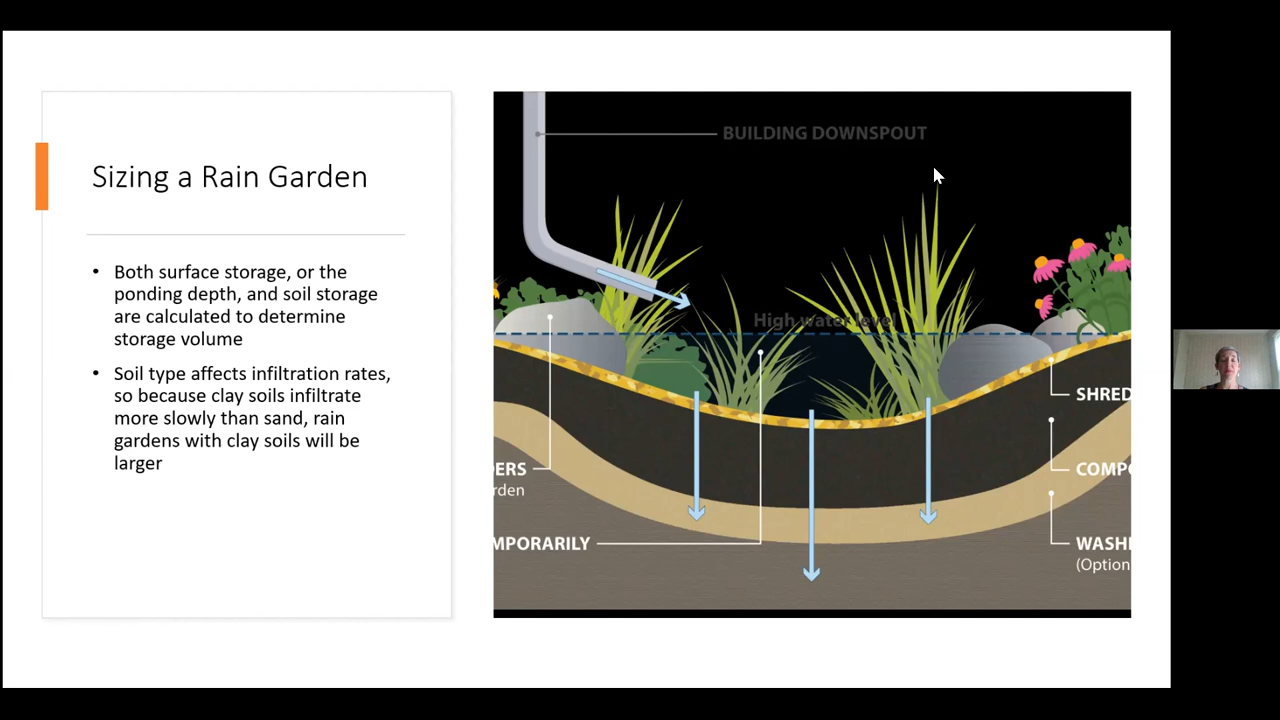 Sizing a Rain Garden
• Both surface storage, or the
ponding depth, and soil storage
are calculated to determine
storage volume
• Soil type affects infiltration rates,
so because clay soils infiltrate
more slowly than sand, rain
gardens with clay soils will be
larger
BUILDING DOWNSPOUT
High water level
SHRED
DERS
rden
COMPO
MPORARILY
WASH
(Option